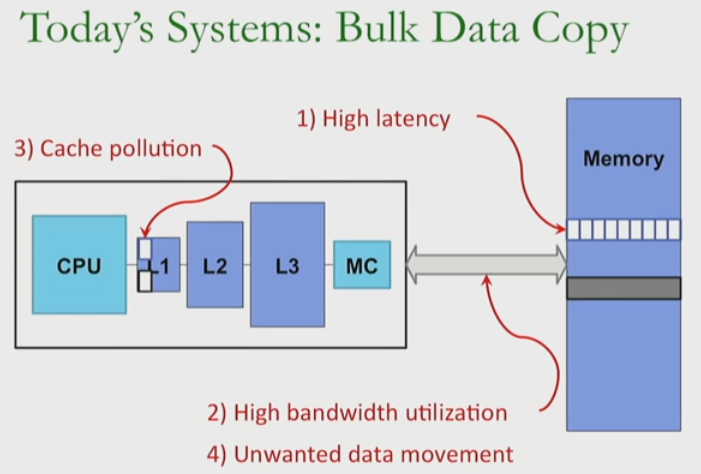 Today's Systems: Bulk Data Copy
1) High latency
3) Cache pollution
Memory
CPU
L1
L2
L3
MC
2) High bandwidth utilization
4) Unwanted data movement